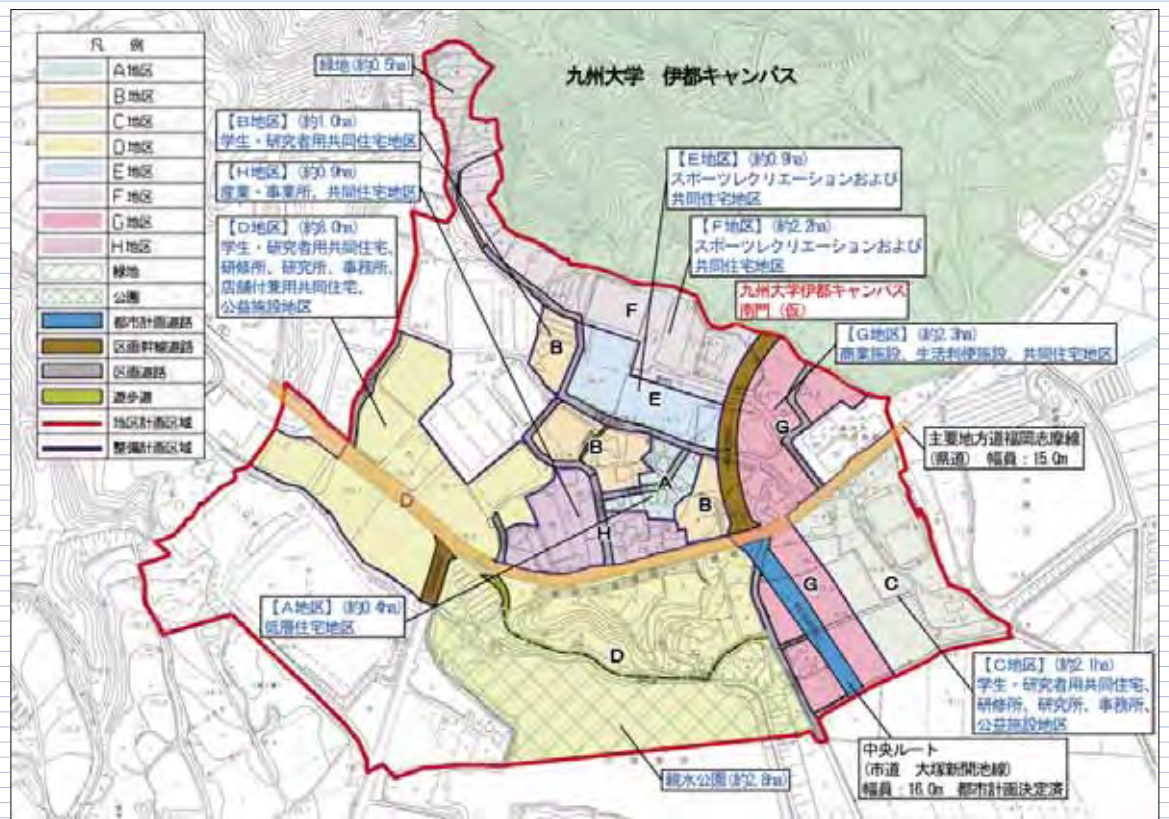 凡 例
A地区
B地区
C地区
D地区
E地区
F地区
G地区
H地区
緑地
公園
都市計画道路
区画幹線道路
区画道路
遊歩道
地区計画区域
整備計画区域
緑地(約0.5ha)
九州大学 伊都キャンパス
【B地区】(約1.0ha)
学生・研究者用共同住宅地区
【H地区】(約0.9ha)
産業・事業所、共同住宅地区
【D地区】(約8.0ha)
学生・研究者用共同住宅、
研修所、研究所、事務所、
店舗付兼用共同住宅、
公益施設地区
【E地区】(約0.9ha)
スポーツレクリエーションおよび
共同住宅地区
【F地区】(約2.2ha)
スポーツレクリエーションおよび
共同住宅地区
九州大学伊都キャンパス
南門(仮)
【G地区】(約2.3ha)
商業施設、生活利便施設、共同住宅地区
主要地方道福岡志摩線
(県道) 幅員:15.0m
F
B
E
G
B
A
B
D
H
G
C
D
【A地区】(約0.4ha)
低層住宅地区
【C地区】(約2.1ha)
学生・研究者用共同住宅、
研修所、研究所、事務所、
公益施設地区
中央ルート
(市道 大塚新開池線)
幅員:16.0m 都市計画決定済
親水公園(約2.8ha)